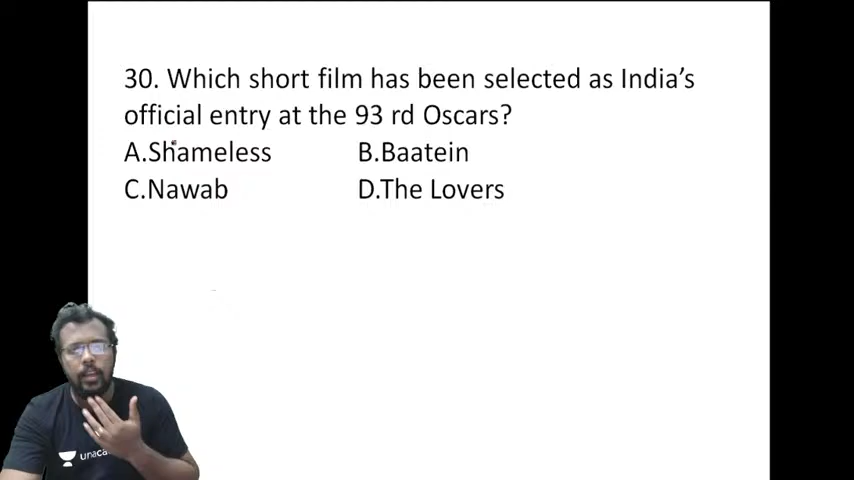 30. Which short film has been selected as India's
official entry at the 93 rd Oscars?
A.Shameless B.Baatein
C.Nawab D.The Lovers
unaca